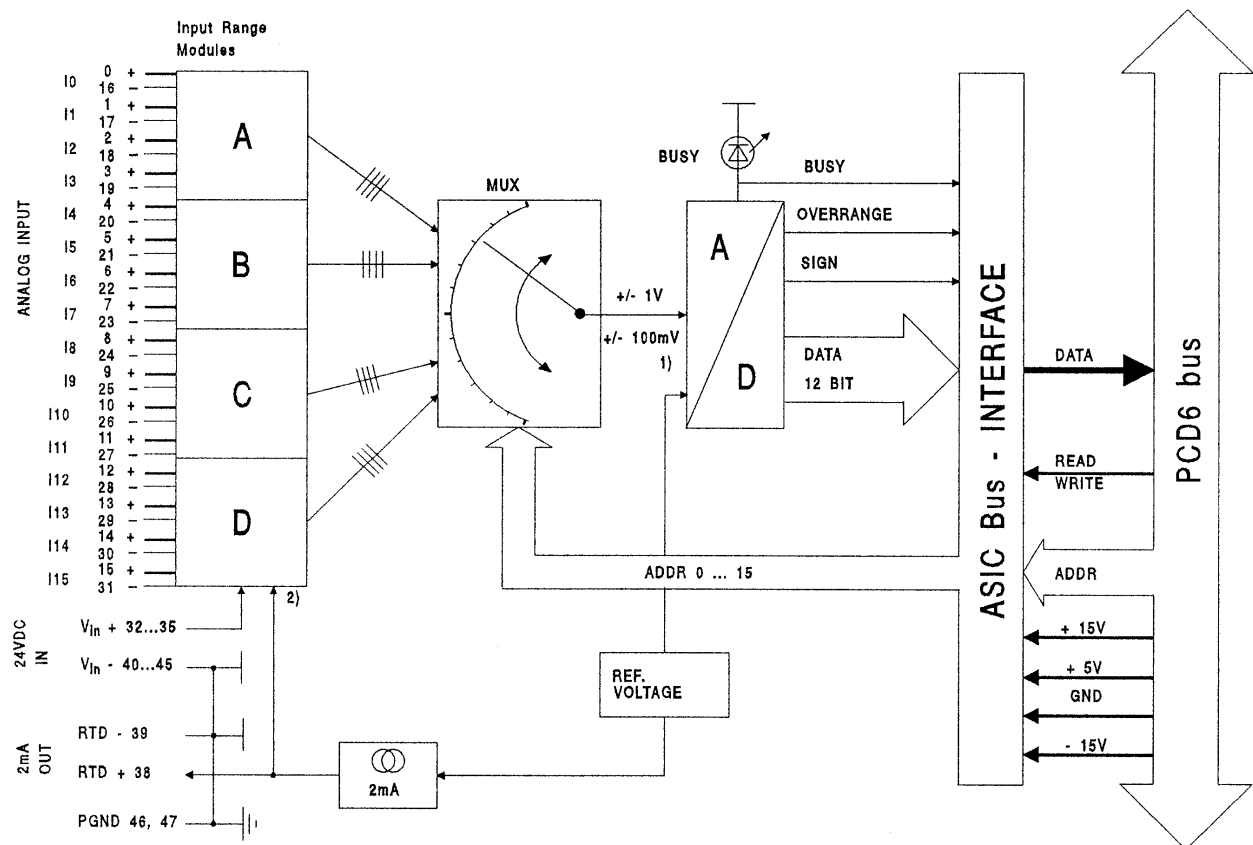 Input Range
Modules
ANALOG INPUT
I0
0 +
16 –
I1
1 +
17 –
I2
2 +
18 –
I3
3 +
19 –
I4
4 +
20 –
I5
5 +
21 –
I6
6 +
22 –
I7
7 +
23 –
I8
8 +
24 –
I9
9 +
25 –
I10
10 +
26 –
I11
11 +
27 –
I12
12 +
28 –
I13
13 +
29 –
I14
14 +
30 –
I15
15 +
31 –
A
B
C
D
2)
MUX
+/- 1V
+/- 100mV
1)
BUSY
A
D
BUSY
OVERRANGE
SIGN
DATA
12 BIT
ASIC Bus - INTERFACE
DATA
READ
WRITE
ADDR
+ 15V
+ 5V
GND
- 15V
PCD6 bus
ADDR 0 ... 15
REF.
VOLTAGE
2mA
24VDC
IN
Vin + 32...35
Vin - 40...45
2mA
OUT
RTD - 39
RTD + 38
PGND 46, 47